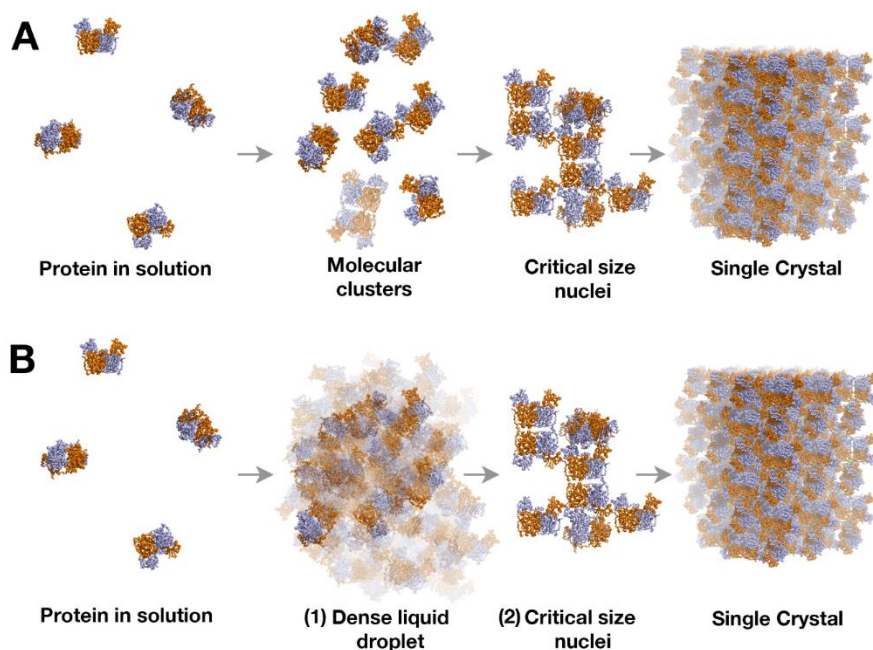 A
Protein in solution
Molecular
clusters
Critical size
nuclei
Single Crystal
B
Protein in solution
(1) Dense liquid
droplet
(2) Critical size
nuclei
Single Crystal